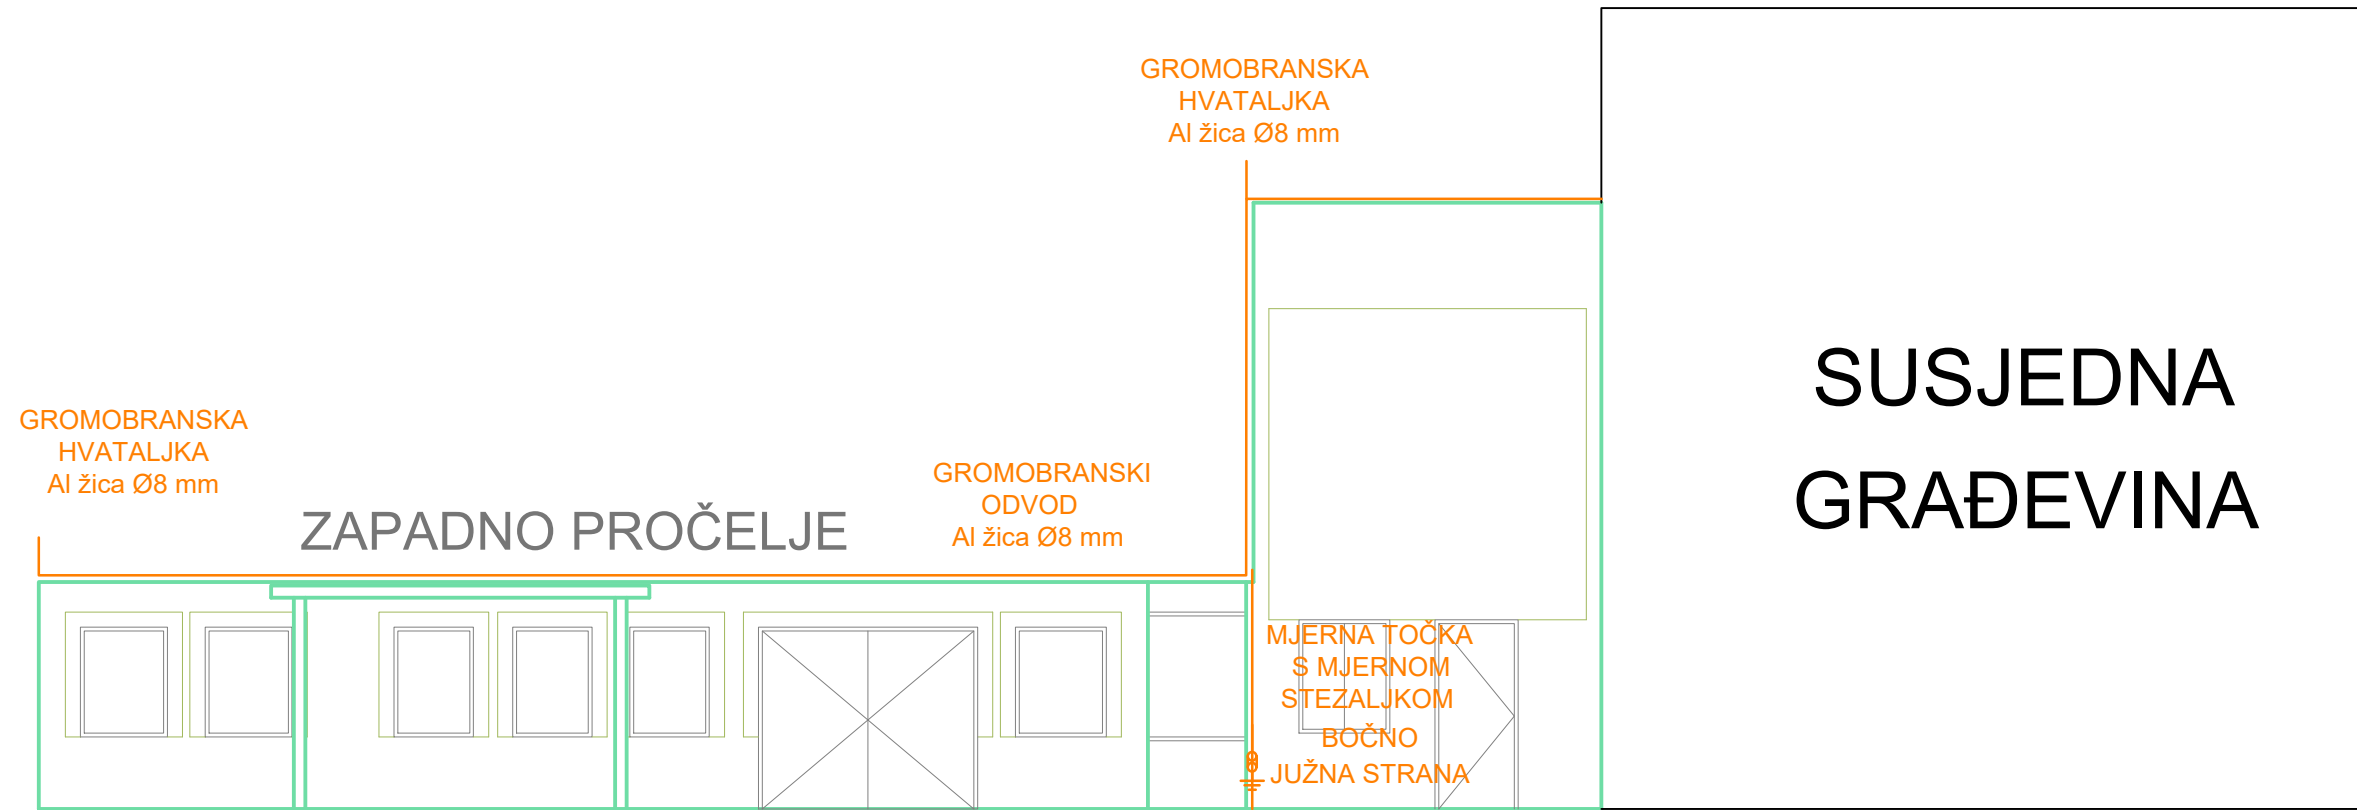 GROMOBRANSKA
HVATALJKA
Al žica Ø8 mm
SUSJEDNA
GRAĐEVINA
GROMOBRANSKA
HVATALJKA
Al žica Ø8 mm
ZAPADNO PROČELJE
GROMOBRANSKI
ODVOD
Al žica Ø8 mm
MJERNA TOČKA
S MJERNOM
STEZALJKOM
BOČNO
JUŽNA STRANA